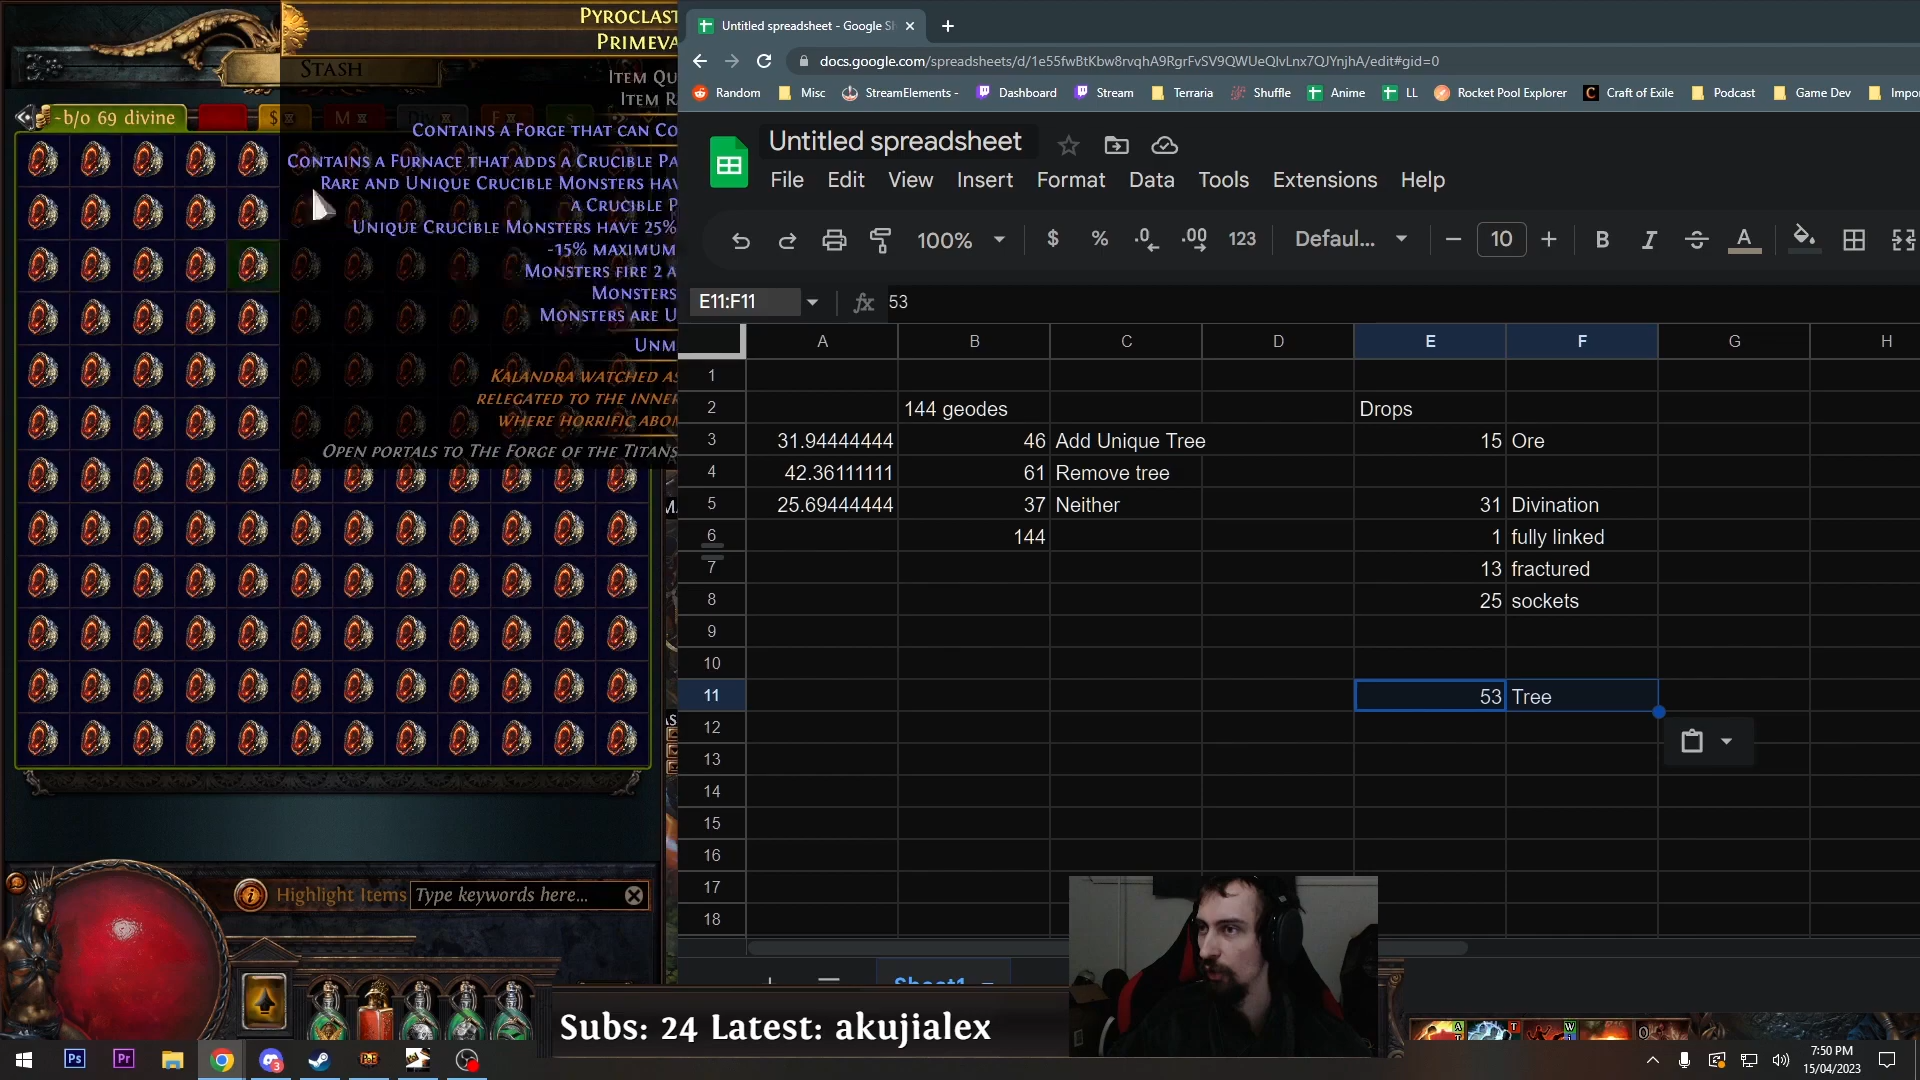 Pyroclast
Primeva
Stash
Item Qu
Item R
~b/o 69 divine
Contains a Forge that can Co
Contains a Furnace that adds a Crucible Pa
Rare and Unique Crucible Monsters hav
a Crucible P
Unique Crucible Monsters have 25%
-15% maximum
Monsters fire 2 a
Monsters
Monsters are U
Unm
Kalandra watched as
relegated to the inner
where horrific abo
Open portals to The Forge of the Titans
Highlight Items Type keywords here...
Untitled spreadsheet - Google Sh
docs.google.com/spreadsheets/d/1e55fwBtKbw8rvqhA9RgrFvSV9QWUeQIvLnx7QJYnjhA/edit#gid=0
Random Misc StreamElements - Dashboard Stream Terraria Shuffle Anime LL Rocket Pool Explorer Craft of Exile Podcast Game Dev Impo
Untitled spreadsheet
File Edit View Insert Format Data Tools Extensions Help
100% $ % .0 .00 123 Defaul... 10 B I A
E11:F11 fx 53
A B C D E F G H
1
2 144 geodes Drops
3 31.94444444 46 Add Unique Tree 15 Ore
4 42.36111111 61 Remove tree
5 25.69444444 37 Neither 31 Divination
6 144 1 fully linked
7 13 fractured
8 25 sockets
9
10
11 53 Tree
12
13
14
15
16
17
18
Sheet1
Subs: 24 Latest: akujialex
7:50 PM
15/04/2023